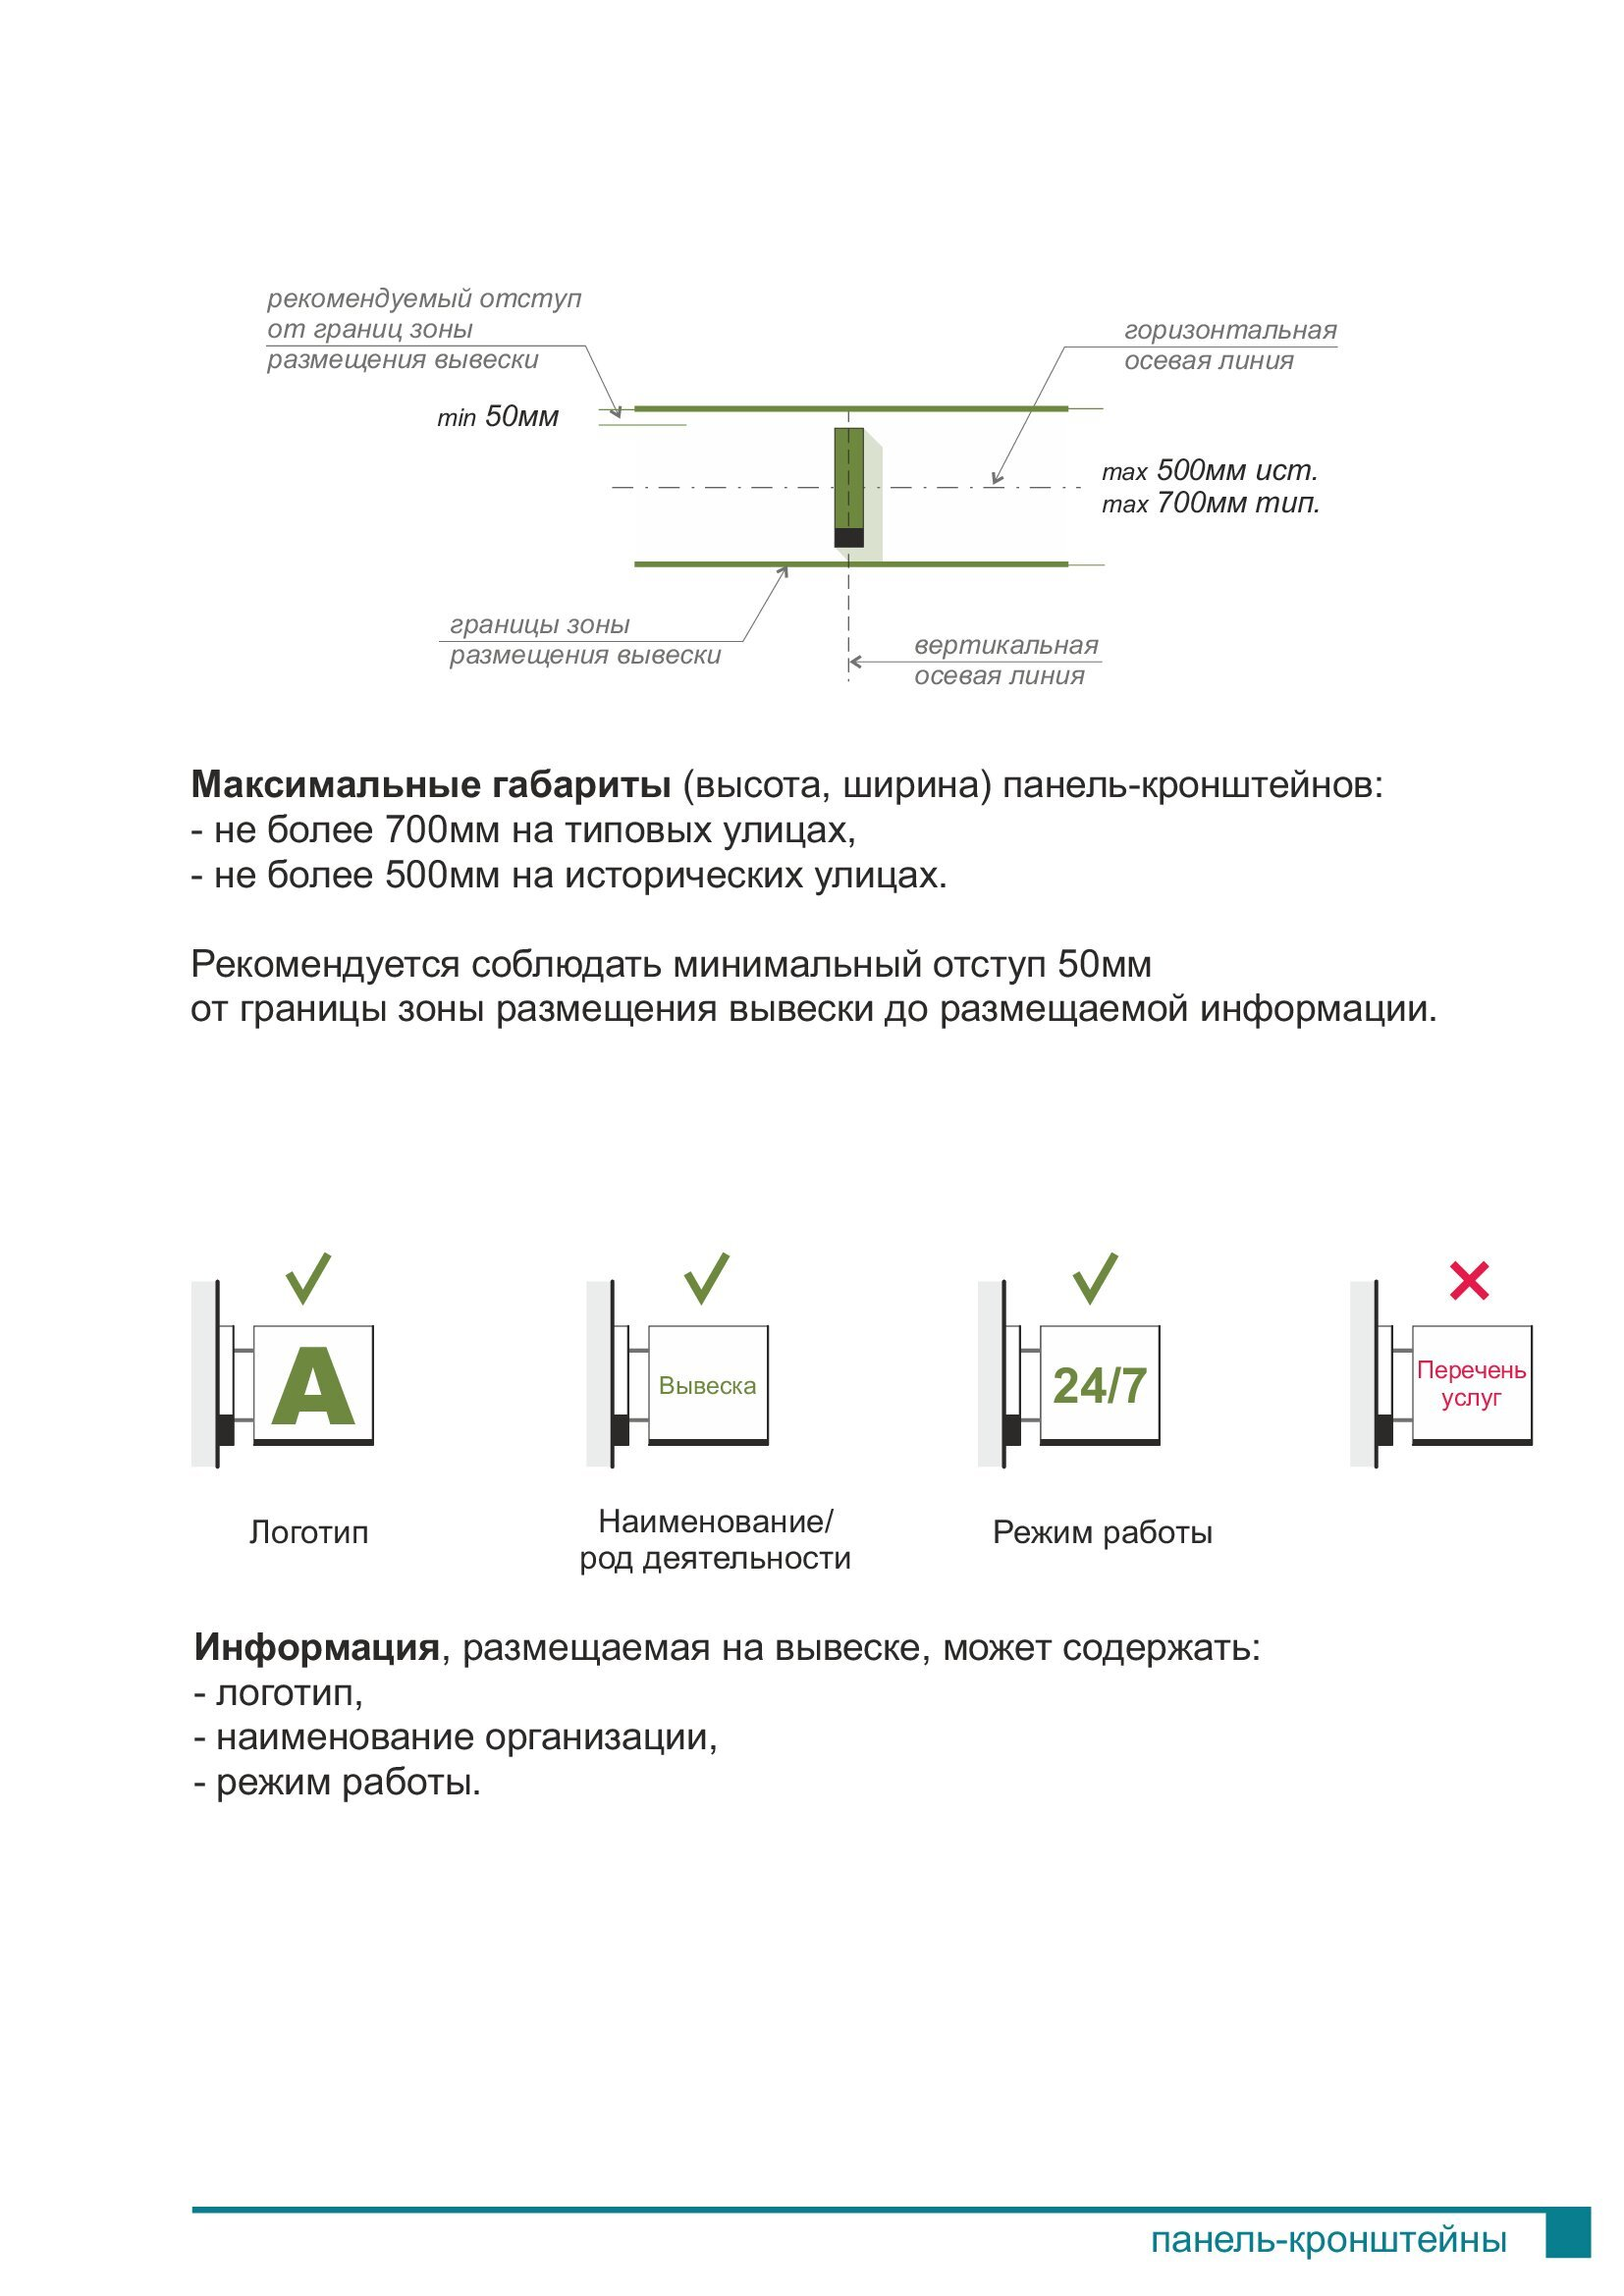 рекомендуемый отступ
от границ зоны
размещения вывески
горизонтальная
осевая линия
min 50мм
max 500мм ист.
max 700мм тип.
границы зоны
размещения вывески
вертикальная
осевая линия
Максимальные габариты (высота, ширина) панель-кронштейнов:
- не более 700мм на типовых улицах,
- не более 500мм на исторических улицах.
Рекомендуется соблюдать минимальный отступ 50мм
от границы зоны размещения вывески до размещаемой информации.
А
Вывеска
24/7
Перечень
услуг
Логотип
Наименование/
род деятельности
Режим работы
Информация, размещаемая на вывеске, может содержать:
- логотип,
- наименование организации,
- режим работы.
панель-кронштейны